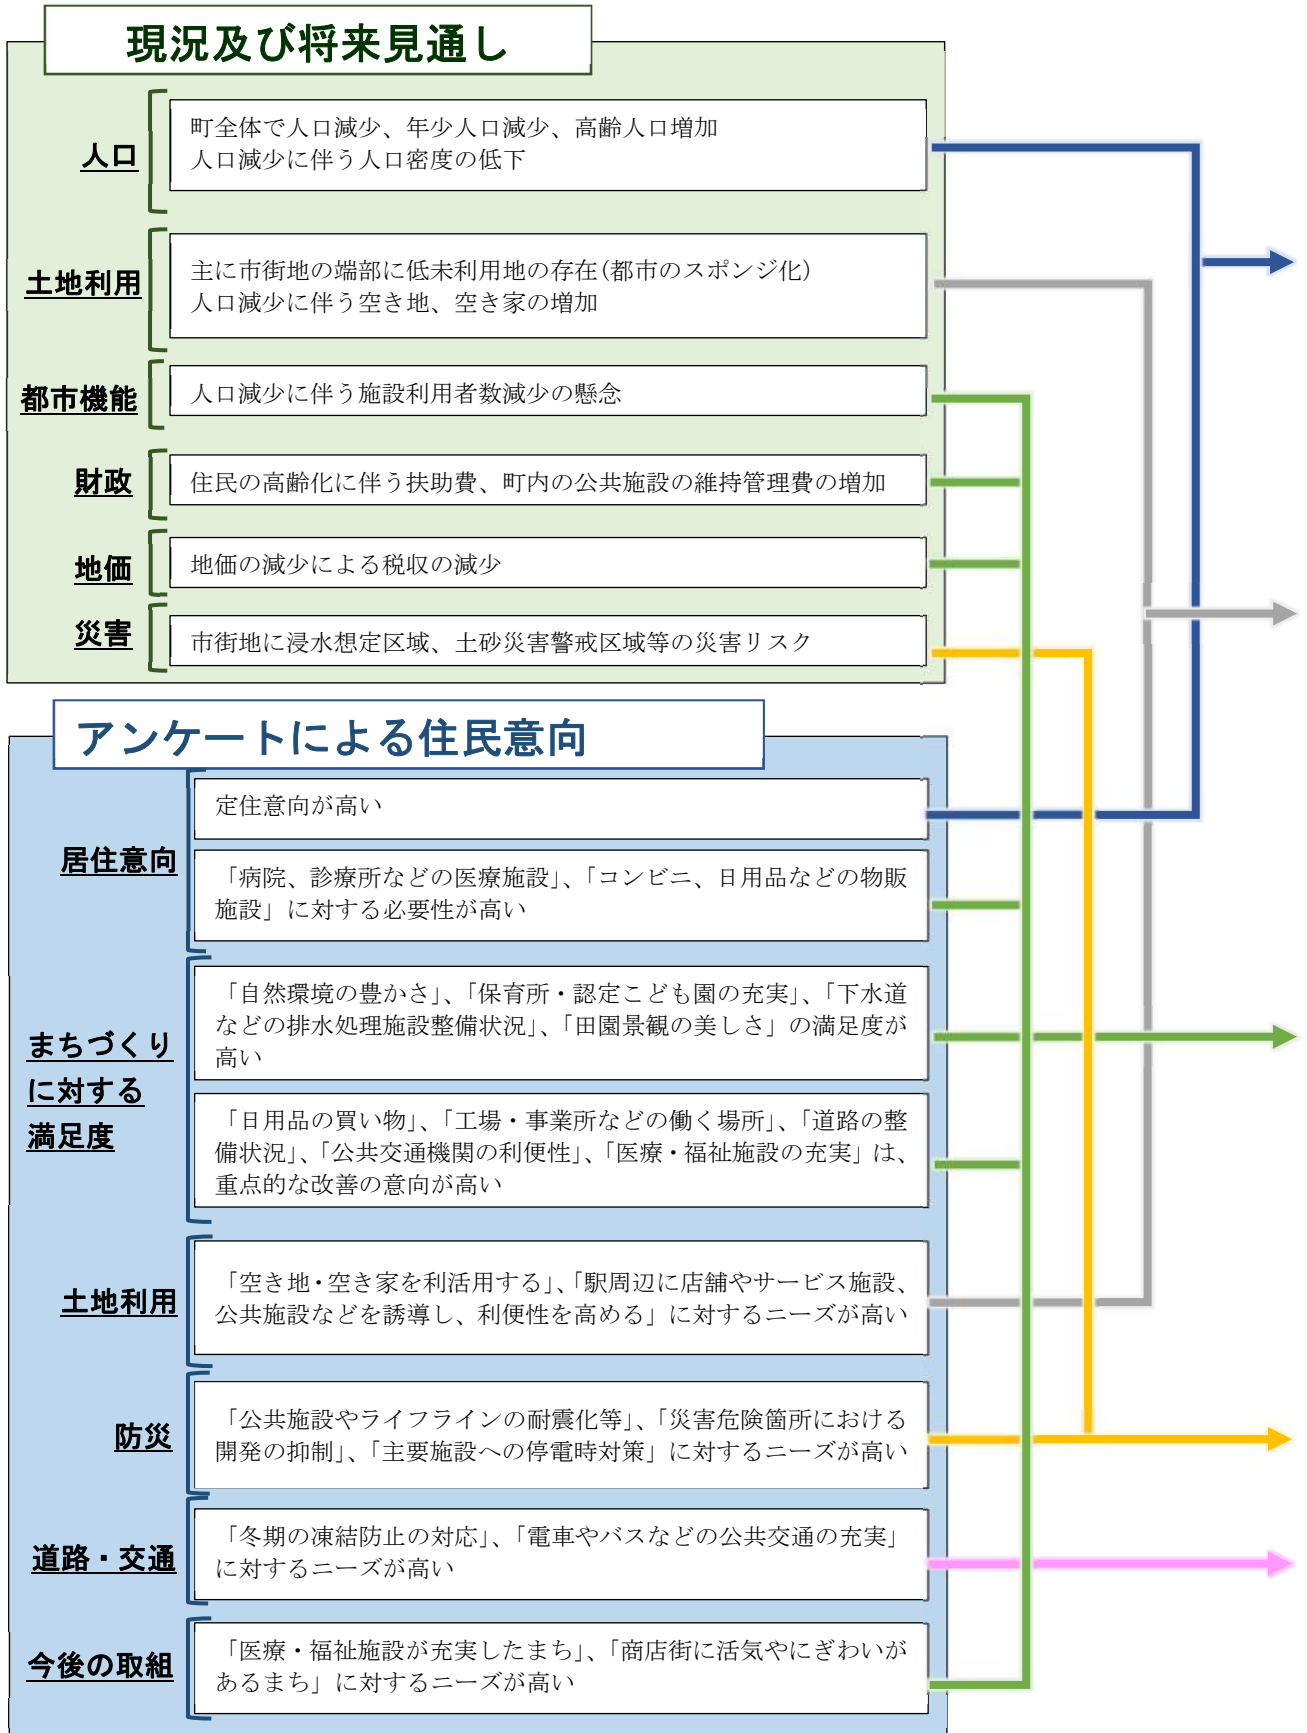 現況及び将来見通し
人口
町全体で人口減少、年少人口減少、高齢人口増加
人口減少に伴う人口密度の低下
土地利用
主に市街地の端部に低未利用地の存在(都市のスポンジ化)
人口減少に伴う空き地、空き家の増加
都市機能
人口減少に伴う施設利用者数減少の懸念
財政
住民の高齢化に伴う扶助費、町内の公共施設の維持管理費の増加
地価
地価の減少による税収の減少
災害
市街地に浸水想定区域、土砂災害警戒区域等の災害リスク
アンケートによる住民意向
居住意向
定住意向が高い
「病院、診療所などの医療施設」、「コンビニ、日用品などの物販
施設」に対する必要性が高い
まちづくり
に対する
満足度
「自然環境の豊かさ」、「保育所・認定こども園の充実」、「下水道
などの排水処理施設整備状況」、「田園景観の美しさ」の満足度が
高い
「日用品の買い物」、「工場・事業所などの働く場所」、「道路の整
備状況」、「公共交通機関の利便性」、「医療・福祉施設の充実」は、
重点的な改善の意向が高い
土地利用
「空き地・空き家を利活用する」、「駅周辺に店舗やサービス施設、
公共施設などを誘導し、利便性を高める」に対するニーズが高い
防災
「公共施設やライフラインの耐震化等」、「災害危険箇所における
開発の抑制」、「主要施設への停電時対策」に対するニーズが高い
道路・交通
「冬期の凍結防止の対応」、「電車やバスなどの公共交通の充実」
に対するニーズが高い
今後の取組
「医療・福祉施設が充実したまち」、「商店街に活気やにぎわいが
あるまち」に対するニーズが高い